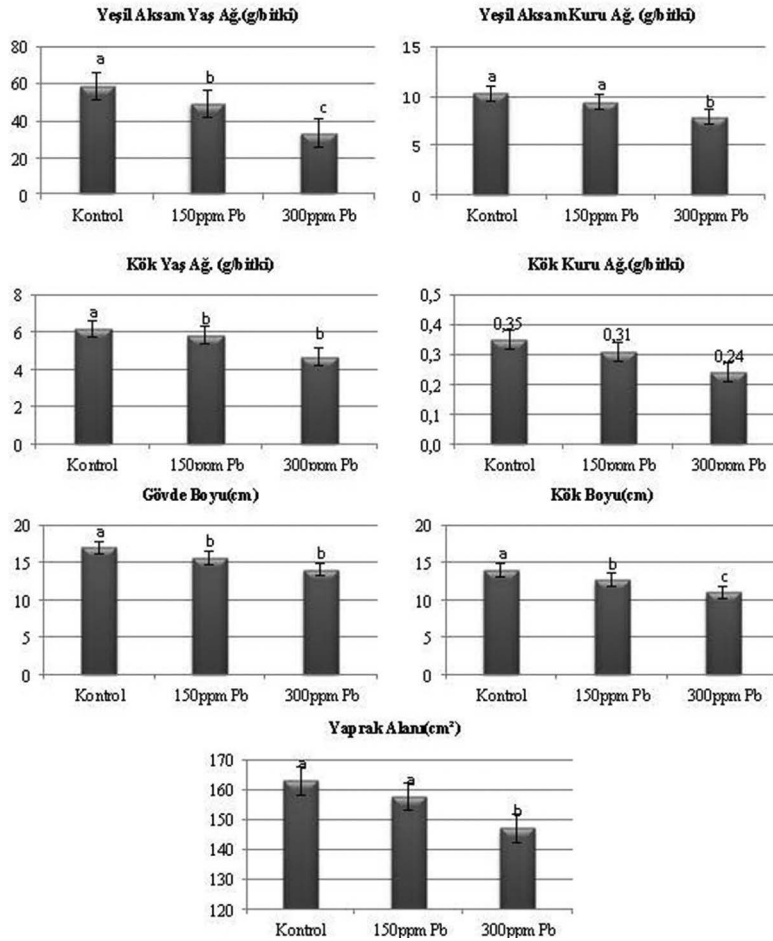 Yeşil Aksam Yaş Ağ.(g/bitki)
80
60
40
20
0
a
b
c
Kontrol 150ppm Pb 300ppm Pb
Yeşil Aksam Kuru Ağ.(g/bitki)
15
10
5
0
a
a
b
Kontrol 150ppm Pb 300ppm Pb
Kök Yaş Ağ. (g/bitki)
8
6
4
2
0
a
b
b
Kontrol 150ppm Pb 300ppm Pb
Kök Kuru Ağ.(g/bitki)
0,5
0,4
0,3
0,2
0,1
0,0
0,35
0,31
0,24
Kontrol 150ppm Pb 300ppm Pb
Gövde Boyu(cm)
20
15
10
5
0
a
b
b
Kontrol 150ppm Pb 300ppm Pb
Kök Boyu(cm)
20
15
10
5
0
a
b
c
Kontrol 150ppm Pb 300ppm Pb
Yaprak Alanı(cm²)
170
160
150
140
130
120
a
a
b
Kontrol 150ppm Pb 300ppm Pb